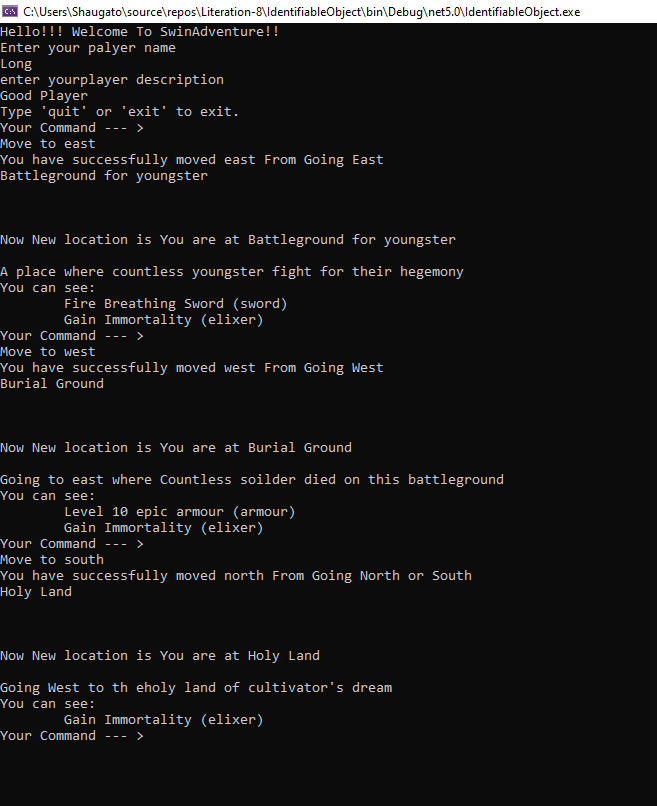 C:\Users\Shaugato\source\repos\Literation-8\IdentifiableObject\bin\Debug\net5.0\IdentifiableObject.exe
Hello!!! Welcome To SwinAdventure!!
Enter your palyer name
Long
enter yourplayer description
Good Player
Type 'quit' or 'exit' to exit.
Your Command --- >
Move to east
You have successfully moved east From Going East
Battleground for youngster
Now New location is You are at Battleground for youngster
A place where countless youngster fight for their hegemony
You can see:
Fire Breathing Sword (sword)
Gain Immortality (elixer)
Your Command --- >
Move to west
You have successfully moved west From Going West
Burial Ground
Now New location is You are at Burial Ground
Going to east where Countless soilder died on this battleground
You can see:
Level 10 epic armour (armour)
Gain Immortality (elixer)
Your Command --- >
Move to south
You have successfully moved north From Going North or South
Holy Land
Now New location is You are at Holy Land
Going West to th eholy land of cultivator's dream
You can see:
Gain Immortality (elixer)
Your Command --- >